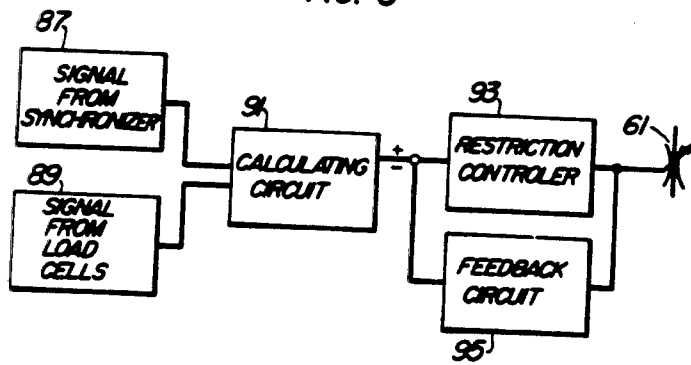 87
SIGNAL
FROM
SYNCHRONIZER
89
SIGNAL
FROM
LOAD
CELLS
91
CALCULATING
CIRCUIT
+
-
93
RESTRICTION
CONTROLER
FEEDBACK
CIRCUIT
95
61